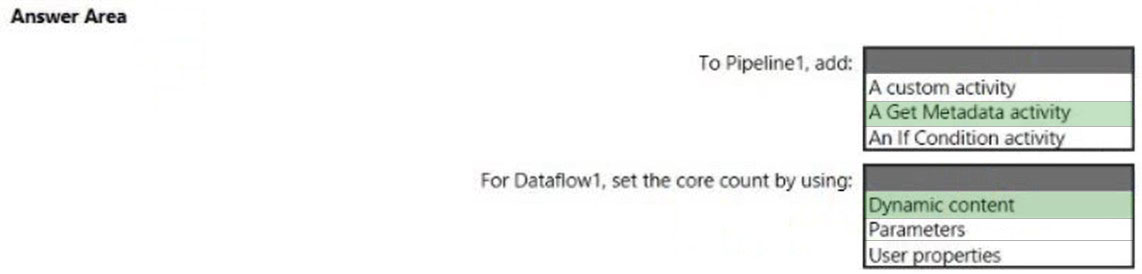 Answer Area
To Pipeline1, add:
A custom activity
A Get Metadata activity
An If Condition activity
For Dataflow1, set the core count by using:
Dynamic content
Parameters
User properties